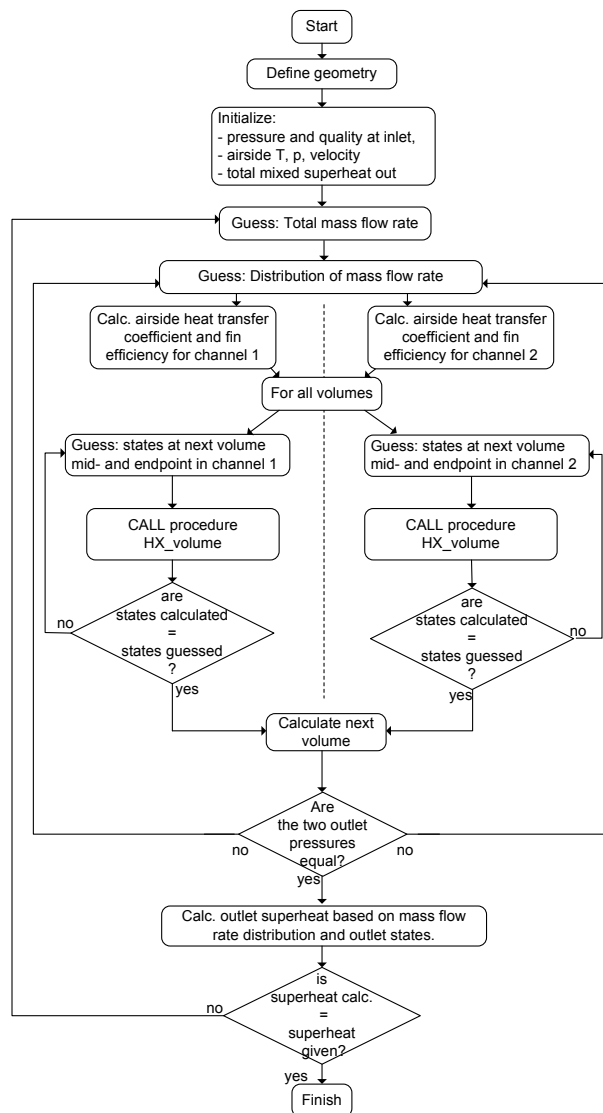 Start
Define geometry
Initialize:
- pressure and quality at inlet,
- airside T, p, velocity
- total mixed superheat out
Guess: Total mass flow rate
Guess: Distribution of mass flow rate
Calc. airside heat transfer
coefficient and fin
efficiency for channel 1
Calc. airside heat transfer
coefficient and fin
efficiency for channel 2
For all volumes
Guess: states at next volume
mid- and endpoint in channel 1
Guess: states at next volume
mid- and endpoint in channel 2
CALL procedure
HX_volume
CALL procedure
HX_volume
are
states calculated
=
states guessed
?
no
yes
are
states calculated
=
states guessed
?
no
yes
Calculate next
volume
Are
the two outlet
pressures
equal?
no
no
yes
Calc. outlet superheat based on mass flow
rate distribution and outlet states.
is
superheat calc.
=
superheat
given?
no
yes
Finish